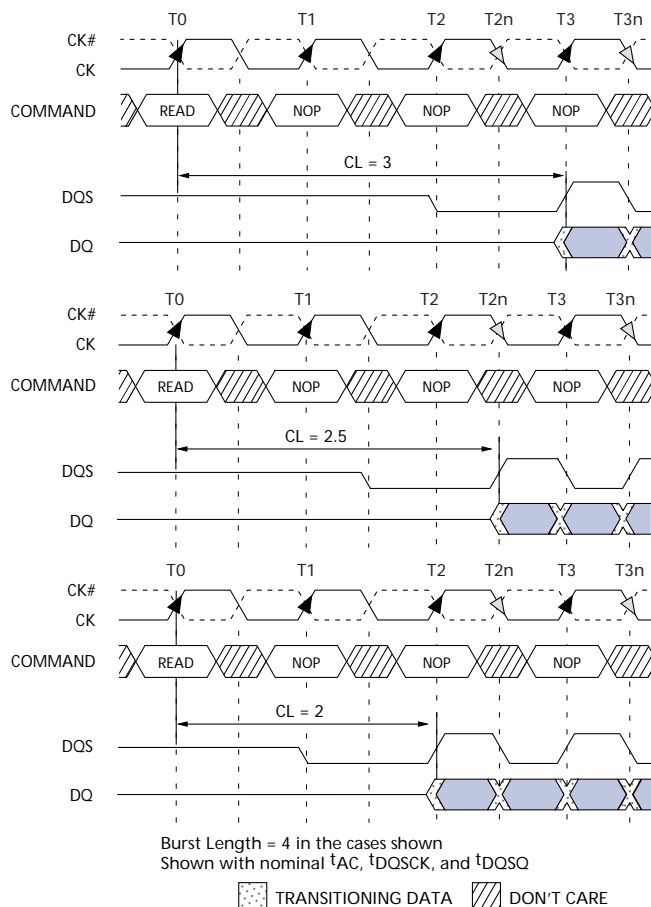 T0 T1 T2 T2n T3 T3n
CK#
CK
COMMAND READ NOP NOP NOP
CL = 3
DQS
DQ
T0 T1 T2 T2n T3 T3n
CK#
CK
COMMAND READ NOP NOP NOP
CL = 2.5
DQS
DQ
T0 T1 T2 T2n T3 T3n
CK#
CK
COMMAND READ NOP NOP NOP
CL = 2
DQS
DQ
Burst Length = 4 in the cases shown
Shown with nominal tAC, tDQSCK, and tDQSQ
TRANSITIONING DATA DON'T CARE